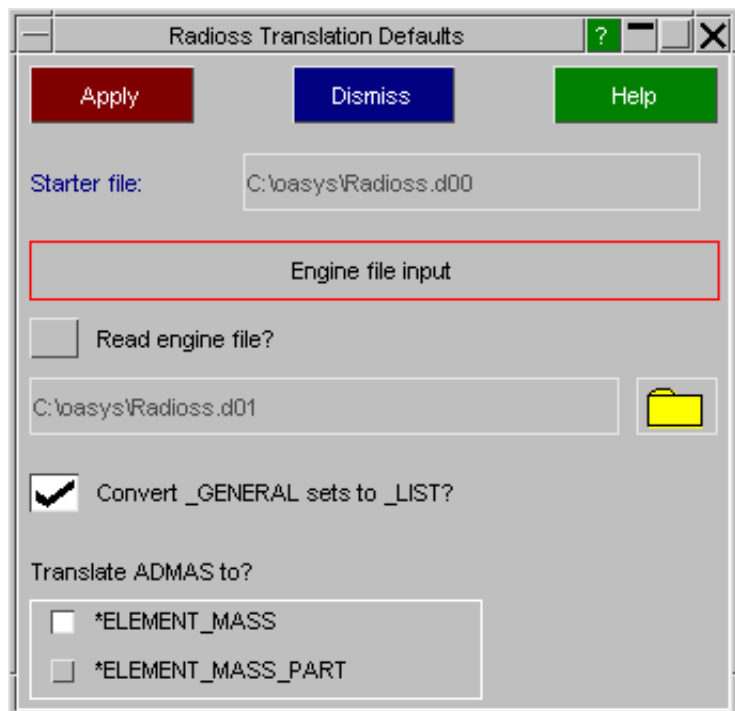 Radioss Translation Defaults ?
Apply Dismiss Help
Starter file: C:\oasys\Radioss.d00
Engine file input
Read engine file?
C:\oasys\Radioss.d01
Convert _GENERAL sets to _LIST?
Translate ADMAS to?
*ELEMENT_MASS
*ELEMENT_MASS_PART